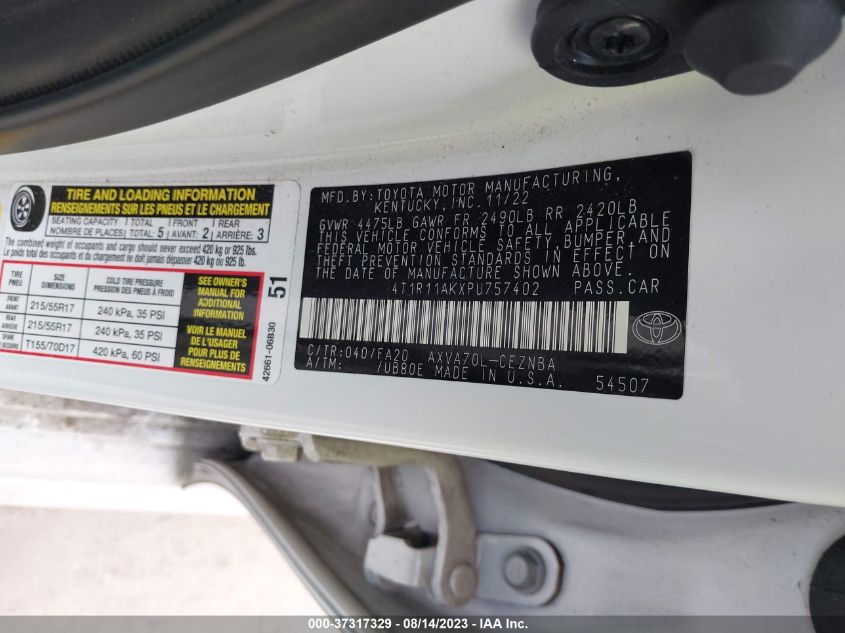 TIRE AND LOADING INFORMATION
RENSEIGNEMENTS SUR LES PNEUS ET LE CHARGEMENT
SEATING CAPACITY TOTAL FRONT REAR
NOMBRE DE PLACES TOTAL: 5 AVANT: 2 ARRIÈRE: 3
The combined weight of occupants and cargo should never exceed 420 kg or 925 lbs.
Le poids total des occupants et du chargement ne doit jamais dépasser 420 kg ou 925 lb.
TIRE PNEU SIZE DIMENSIONS COLD TIRE PRESSURE PRESSION DES PNEUS À FROID
FRONT AVANT 215/55R17 240 kPa, 35 PSI
REAR ARRIÈRE 215/55R17 240 kPa, 35 PSI
SPARE DE SECOURS T155/70D17 420 kPa, 60 PSI
SEE OWNER'S
MANUAL FOR
ADDITIONAL
INFORMATION
VOIR LE MANUEL
DE L'USAGER
POUR PLUS DE
RENSEIGNEMENTS
51
42661-06B30
MFD.BY:TOYOTA MOTOR MANUFACTURING,
KENTUCKY, INC. 11/22
GVWR 4475LB GAWR FR 2490LB RR 2420LB
THIS VEHICLE CONFORMS TO ALL APPLICABLE
FEDERAL MOTOR VEHICLE SAFETY, BUMPER, AND
THEFT PREVENTION STANDARDS IN EFFECT ON
THE DATE OF MANUFACTURE SHOWN ABOVE.
4T1R11AKXPU757402 PASS.CAR
C/TR:040/FA20 AXVA70L-CEZNBA
A/TM: /UB80E MADE IN U.S.A. 54507
TOYOTA
000-37317329 - 08/14/2023 - IAA Inc.